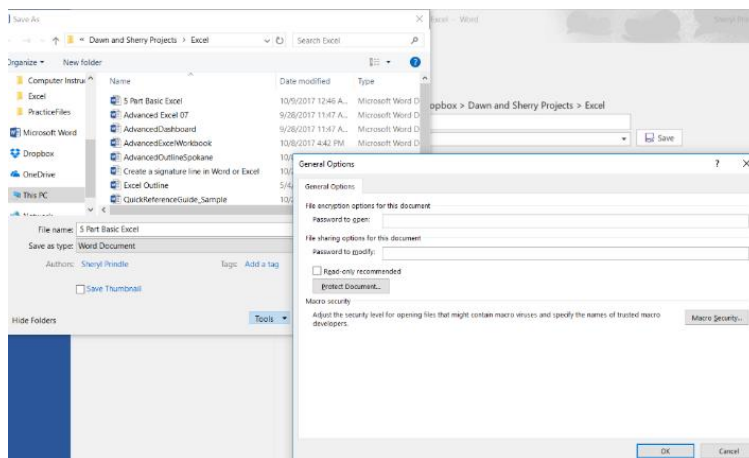 Save As
Excel - Word
« Dawn and Sherry Projects > Excel
Search Excel
Organize
New folder
Computer Instru
Excel
PracticeFiles
Microsoft Word
Dropbox
OneDrive
This PC
Network
Name
Date modified
Type
5 Part Basic Excel
10/9/2017 12:46 A...
Microsoft Word D
Advanced Excel 07
9/28/2017 11:47 A...
Microsoft Word D
AdvancedDashboard
9/28/2017 11:47 A...
Microsoft Word D
AdvancedExcelWorkbook
10/8/2017 4:42 PM
Microsoft Word D
AdvancedOutlineSpokane
Create a signature line in Word or Excel
Excel Outline
QuickReferenceGuide_Sample
File name: 5 Part Basic Excel
Save as type: Word Document
Authors: Sheryl Prindle
Tags: Add a tag
Save Thumbnail
Hide Folders
Tools
opbox > Dawn and Sherry Projects > Excel
Save
General Options
?
General Options
File encryption options for this document
Password to open:
File sharing options for this document
Password to modify:
Read-only recommended
Protect Document...
Macro security
Adjust the security level for opening files that might contain macro viruses and specify the names of trusted macro
developers.
Macro Security...
OK
Cancel